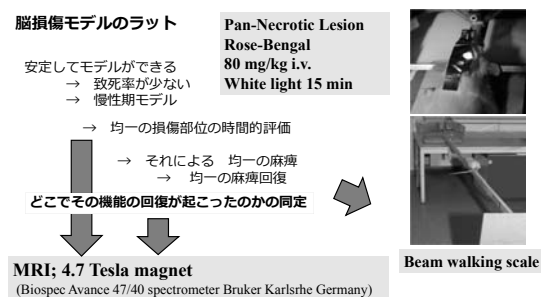 脳損傷モデルのラット
Pan-Necrotic Lesion
Rose-Bengal
80 mg/kg i.v.
White light 15 min
安定してモデルができる
→ 致死率が少ない
→ 慢性期モデル
→ 均一の損傷部位の時間的評価
→ それによる 均一の麻痺
→ 均一の麻痺回復
どこでその機能の回復が起こったのかの同定
Beam walking scale
MRI; 4.7 Tesla magnet
(Biospec Avance 47/40 spectrometer Bruker Karlsrhe Germany)